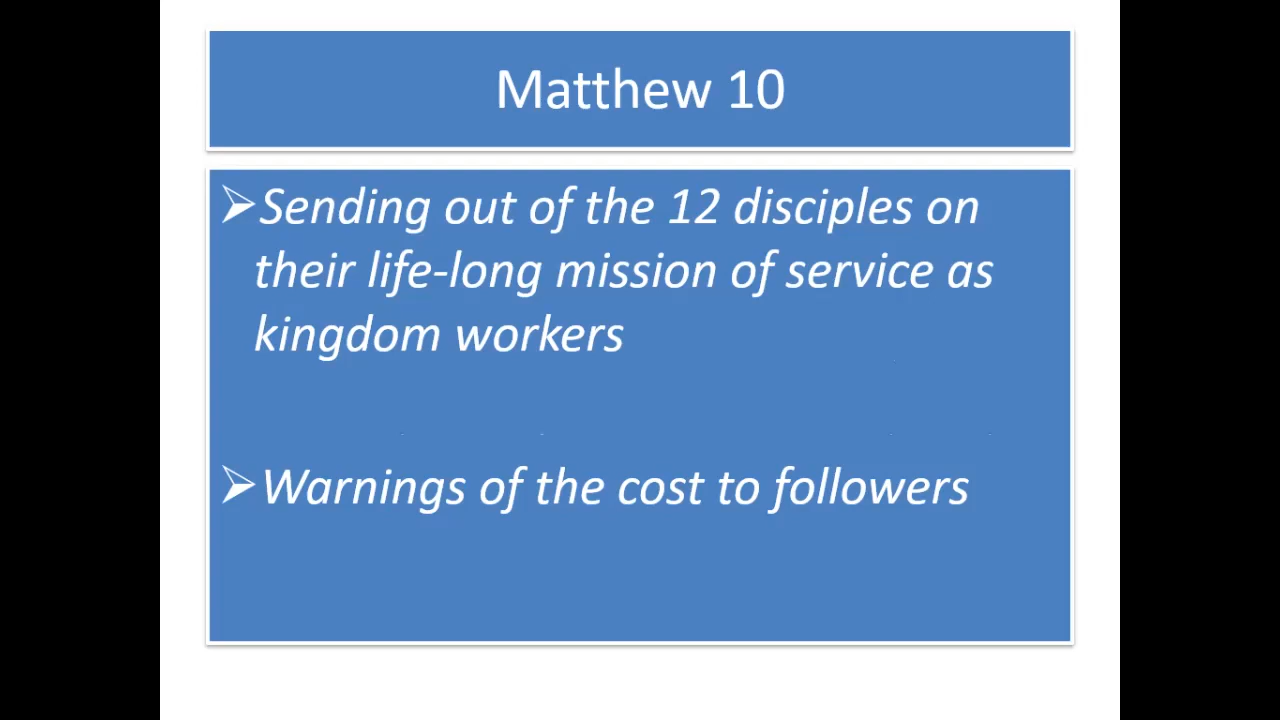 Matthew 10
➢Sending out of the 12 disciples on
their life-long mission of service as
kingdom workers
➢Warnings of the cost to followers